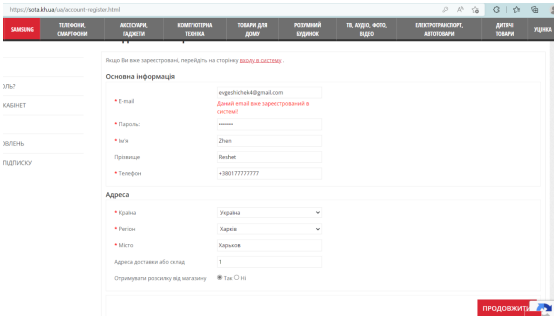 https://sota.kh.ua/ua/account-register.html
SAMSUNG
ТЕЛЕФОНИ, СМАРТФОНИ
АКСЕСУАРИ, ГАДЖЕТИ
КОМП'ЮТЕРНА ТЕХНІКА
ТОВАРИ ДЛЯ ДОМУ
РОЗУМНИЙ БУДИНОК
ТВ, АУДІО, ФОТО, ВІДЕО
ЕЛЕКТРОТРАНСПОРТ, АВТОТОВАРИ
ДИТЯЧІ ТОВАРИ
УЦІНКА
Якщо Ви вже зареєстровані, перейдіть на сторінку входу в систему.
ОЛЬ?
КАБІНЕТ
ОВЛЕНЬ
ПІДПИСКУ
Основна інформація
* E-mail evgeshichek4@gmail.com
Даний email вже зареєстрований в
системі!
* Пароль:
* Ім'я Zhen
Прізвище Reshet
* Телефон +380177777777
Адреса
* Країна Україна
* Регіон Харків
* Місто Харьков
Адреса доставки або склад 1
Отримувати розсилку від магазину Так Ні
ПРОДОВЖИТИ